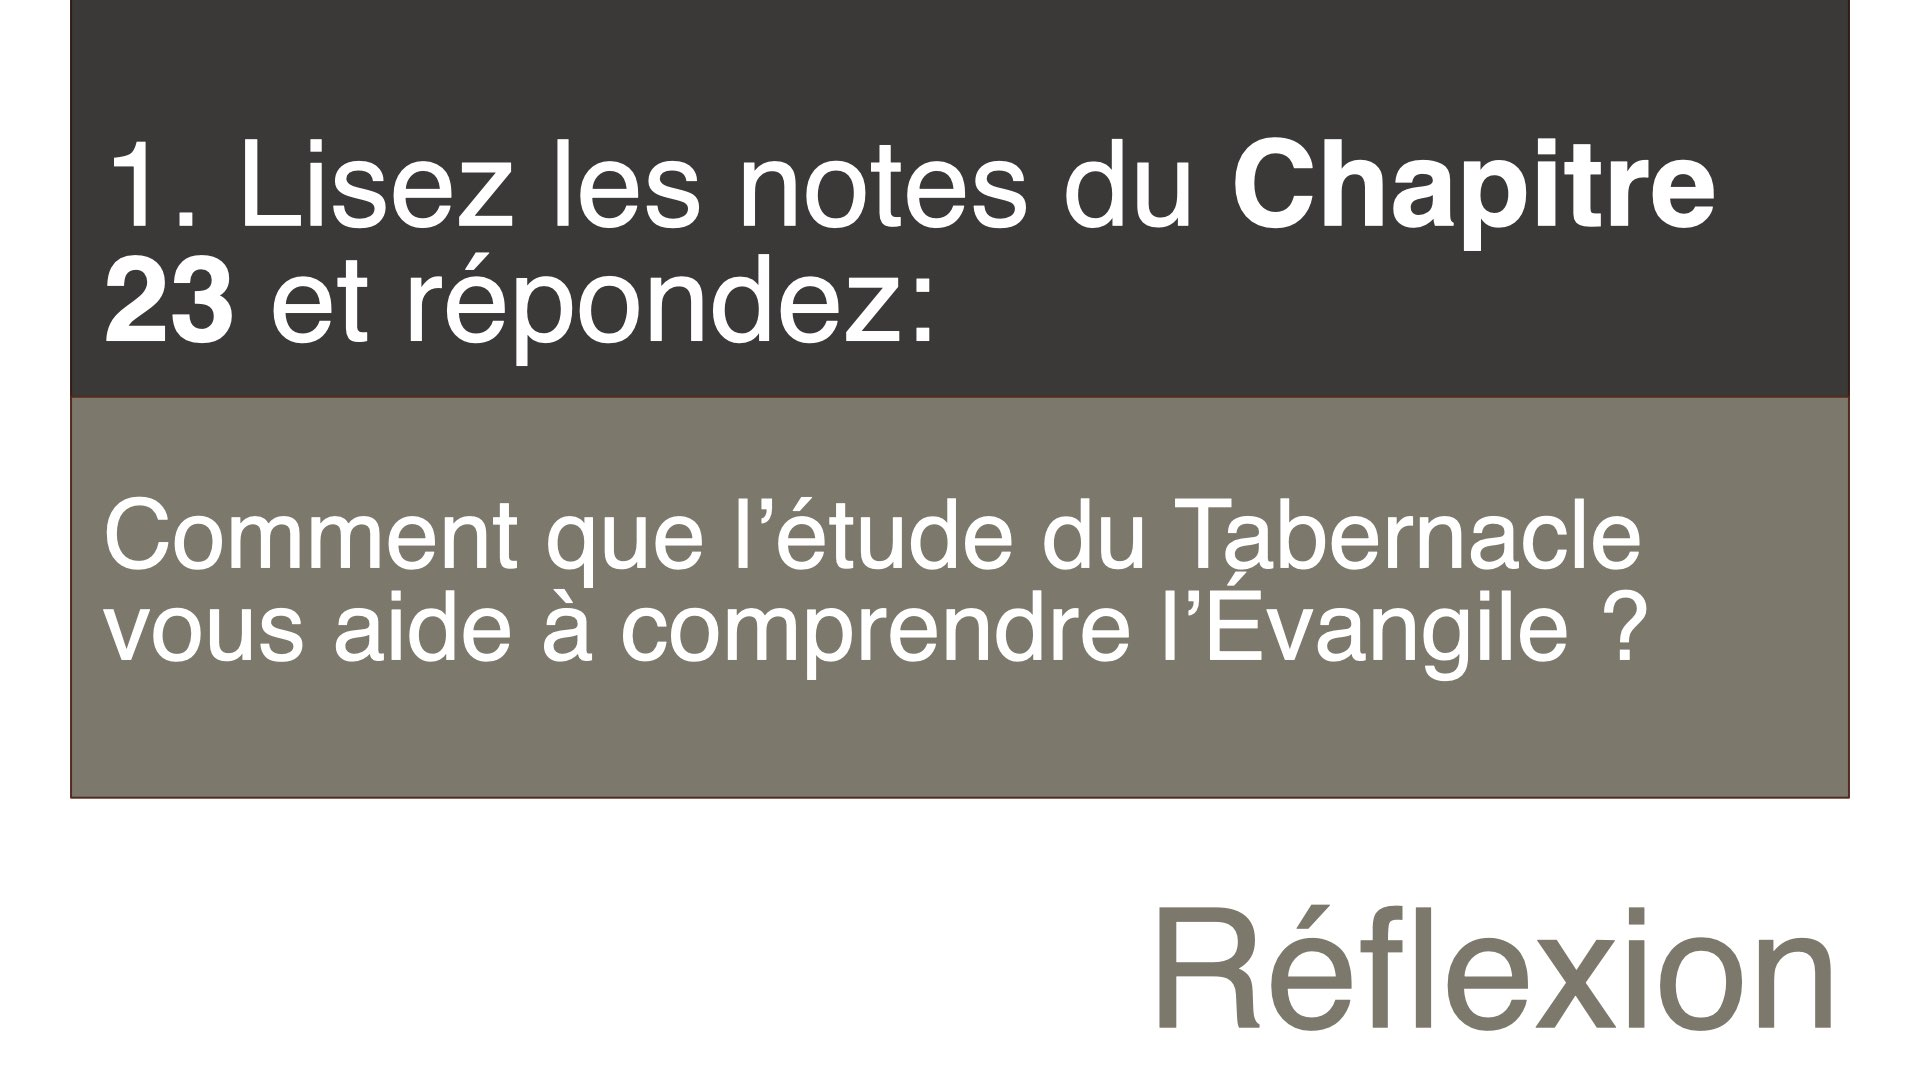 1. Lisez les notes du Chapitre
23 et répondez:
Comment que l’étude du Tabernacle
vous aide à comprendre l’Évangile ?
Réflexion